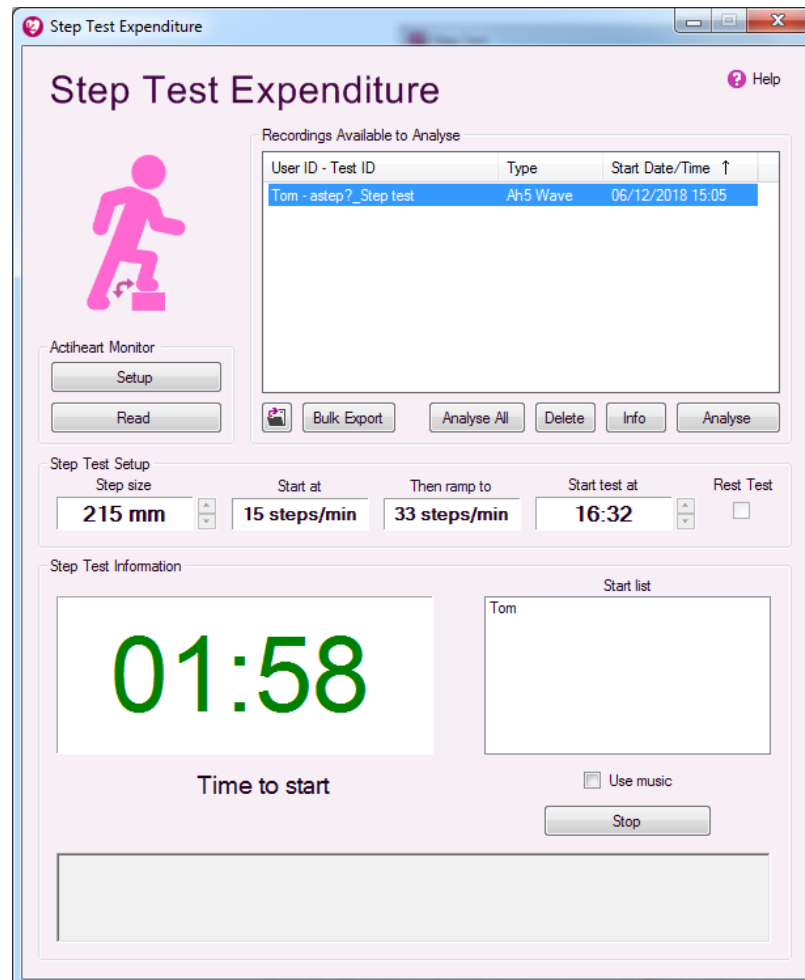 Step Test Expenditure
Step Test Expenditure
Help
Recordings Available to Analyse
User ID - Test ID Type Start Date/Time ↑
Tom - astep?_Step test Ah5 Wave 06/12/2018 15:05
Actiheart Monitor
Setup
Read
Bulk Export Analyse All Delete Info Analyse
Step Test Setup
Step size Start at Then ramp to Start test at Rest Test
215 mm 15 steps/min 33 steps/min 16:32
Step Test Information
Start list
Tom
01:58
Time to start
Use music
Stop